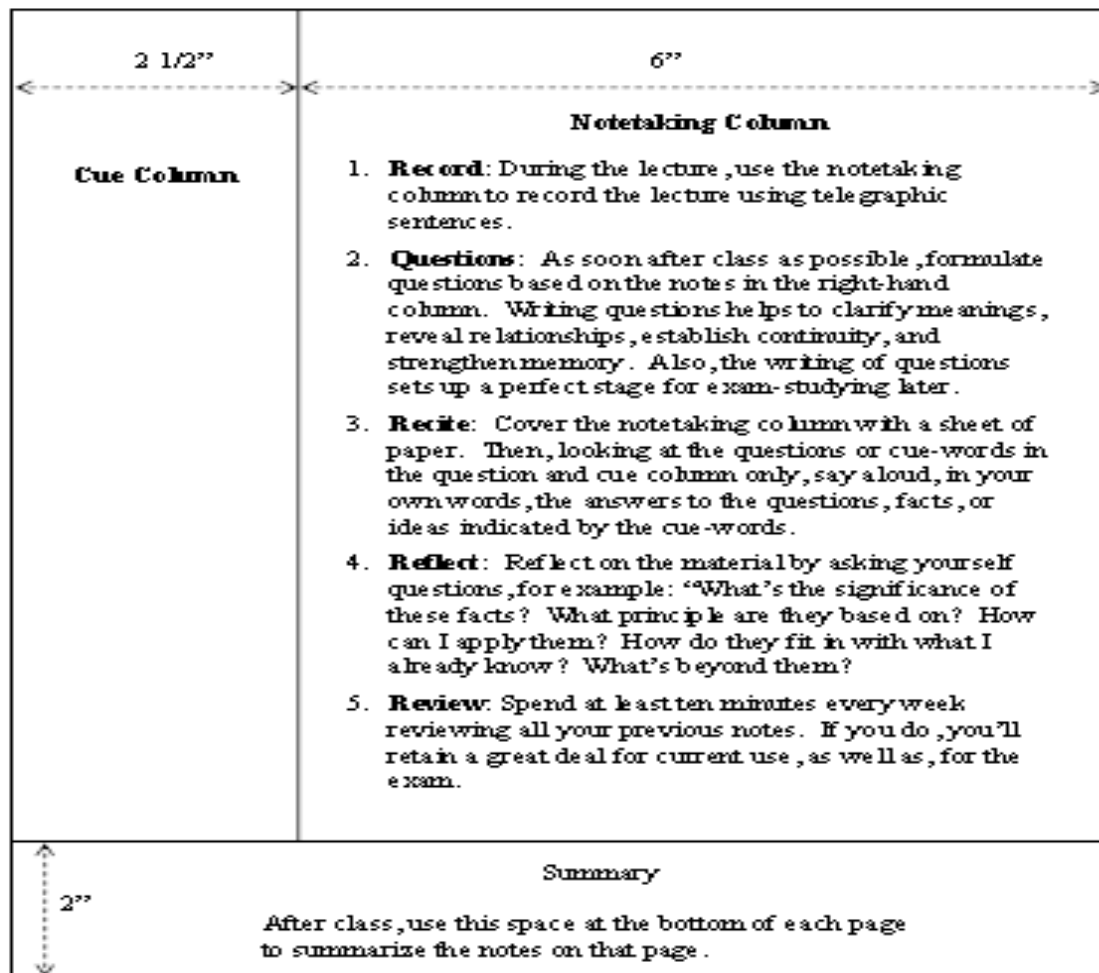 2 1/2”
6”
Notetaking Column
Cue Column
1. Record: During the lecture, use the notetaking
column to record the lecture using telegraphic
sentences.
2. Questions: As soon after class as possible, formulate
questions based on the notes in the right-hand
column. Writing questions helps to clarify meanings,
reveal relationships, establish continuity, and
strengthen memory. Also, the writing of questions
sets up a perfect stage for exam-studying later.
3. Recite: Cover the notetaking column with a sheet of
paper. Then, looking at the questions or cue-words in
the question and cue column only, say aloud, in your
own words, the answers to the questions, facts, or
ideas indicated by the cue-words.
4. Reflect: Reflect on the material by asking yourself
questions, for example: “What’s the significance of
these facts? What principle are they based on? How
can I apply them? How do they fit in with what I
already know? What’s beyond them?
5. Review: Spend at least ten minutes every week
reviewing all your previous notes. If you do, you’ll
retain a great deal for current use, as well as, for the
exam.
Summary
2”
After class, use this space at the bottom of each page
to summarize the notes on that page.